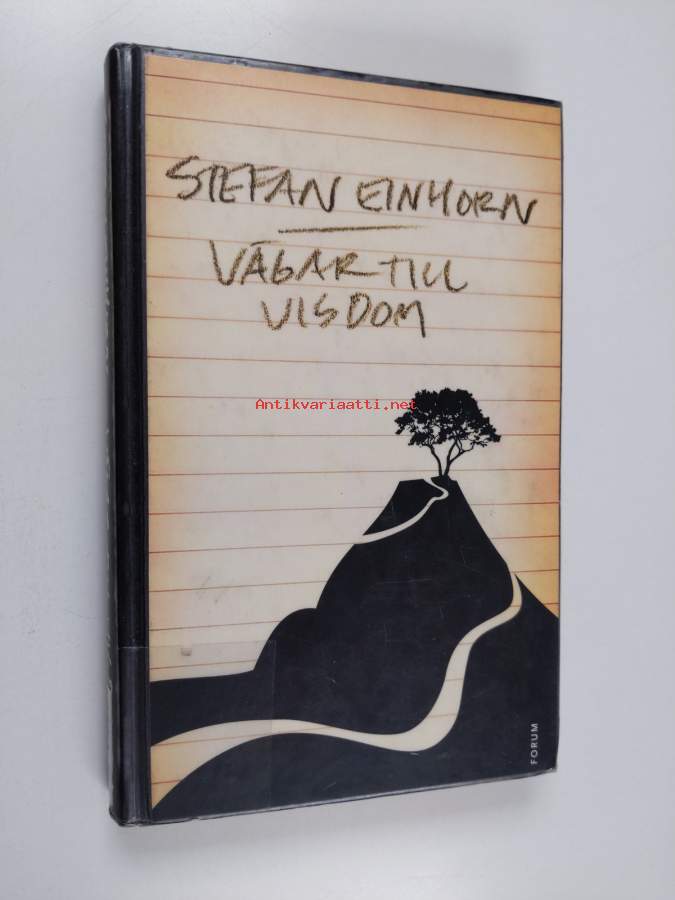 STEFAN EINHORN
VÄGAR TILL
VISDOM
Antikvariaatti.net
FORUM